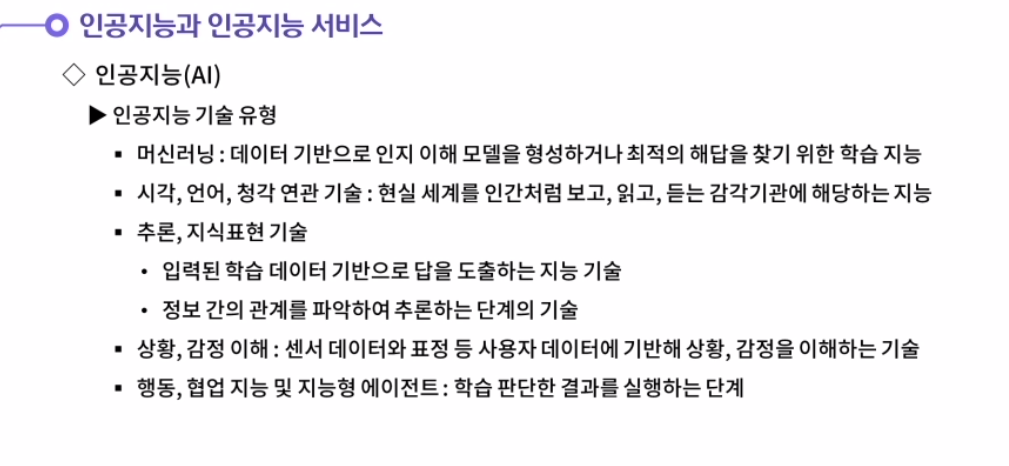 인공지능과 인공지능 서비스
◇ 인공지능(AI)
▶ 인공지능 기술 유형
▪ 머신러닝 : 데이터 기반으로 인지 이해 모델을 형성하거나 최적의 해답을 찾기 위한 학습 지능
▪ 시각, 언어, 청각 연관 기술 : 현실 세계를 인간처럼 보고, 읽고, 듣는 감각기관에 해당하는 지능
▪ 추론, 지식표현 기술
• 입력된 학습 데이터 기반으로 답을 도출하는 지능 기술
• 정보 간의 관계를 파악하여 추론하는 단계의 기술
▪ 상황, 감정 이해 : 센서 데이터와 표정 등 사용자 데이터에 기반해 상황, 감정을 이해하는 기술
▪ 행동, 협업 지능 및 지능형 에이전트 : 학습 판단한 결과를 실행하는 단계